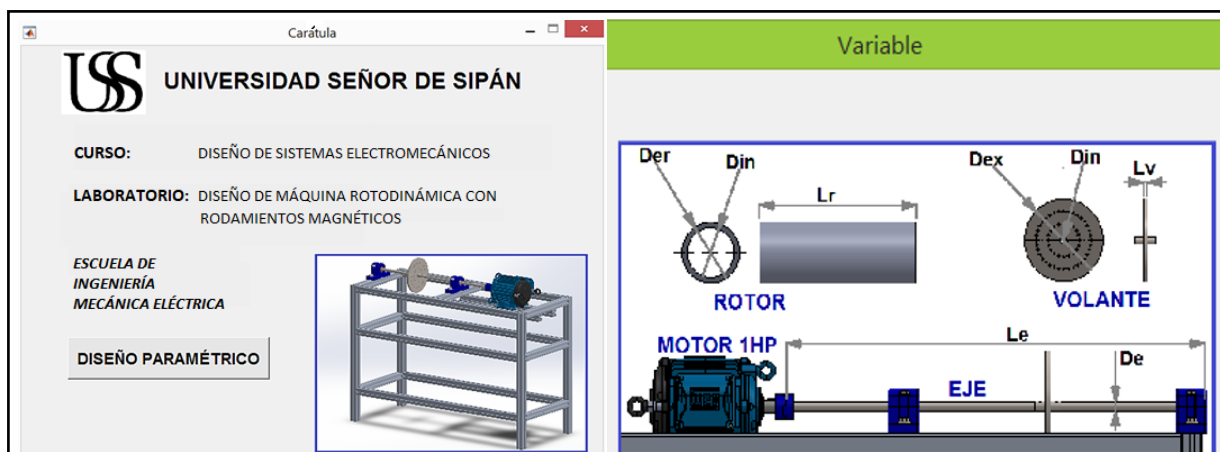 Carátula
USS
UNIVERSIDAD SEÑOR DE SIPÁN
CURSO: DISEÑO DE SISTEMAS ELECTROMECÁNICOS
LABORATORIO: DISEÑO DE MÁQUINA ROTODINÁMICA CON
RODAMIENTOS MAGNÉTICOS
ESCUELA DE
INGENIERÍA
MECÁNICA ELÉCTRICA
DISEÑO PARAMÉTRICO
Variable
Der
Din
Lr
Dex
Din
Lv
ROTOR
VOLANTE
MOTOR 1HP
Le
De
EJE